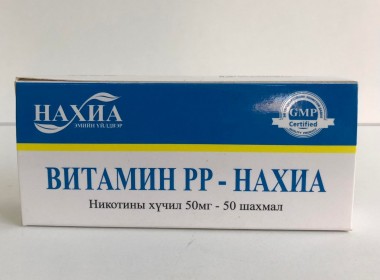 НАХИА
ЭМИЙН ҮЙЛДВЭР
GMP
Certified
ВИТАМИН РР - НАХИА
Никотины хүчил 50мг - 50 шахмал